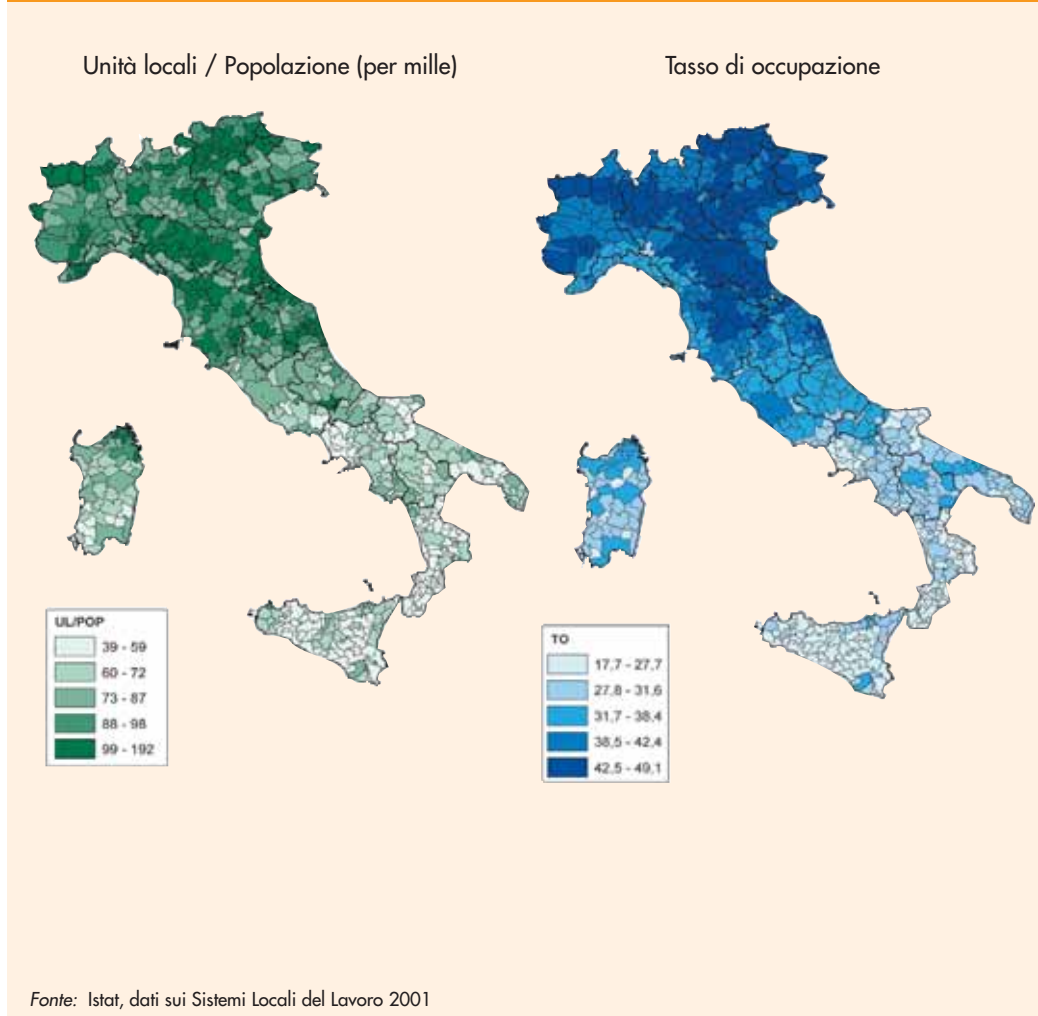 Unità locali / Popolazione (per mille)
Tasso di occupazione
UL/POP
39 - 59
60 - 72
73 - 87
88 - 98
99 - 192
TO
17,7 - 27,7
27,8 - 31,6
31,7 - 38,4
38,5 - 42,4
42,5 - 49,1
Fonte: Istat, dati sui Sistemi Locali del Lavoro 2001